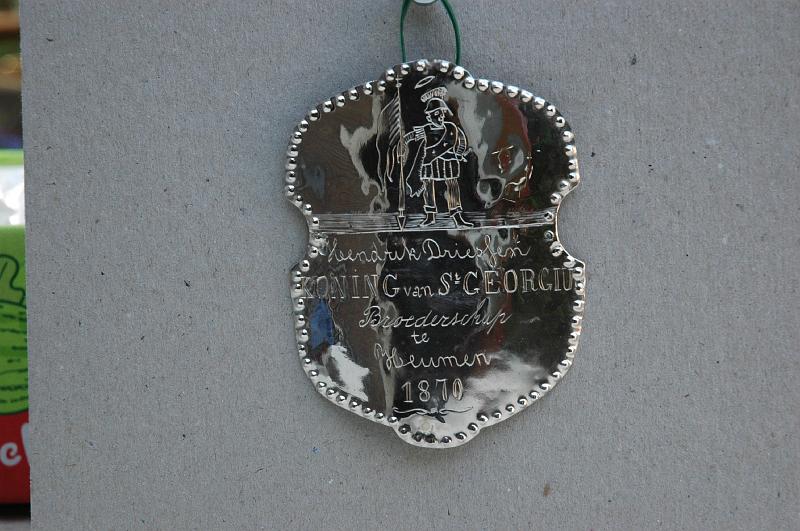 Hendrik Driessen
KONING van St GEORGIU
Broederschap
te
Heumen
1870